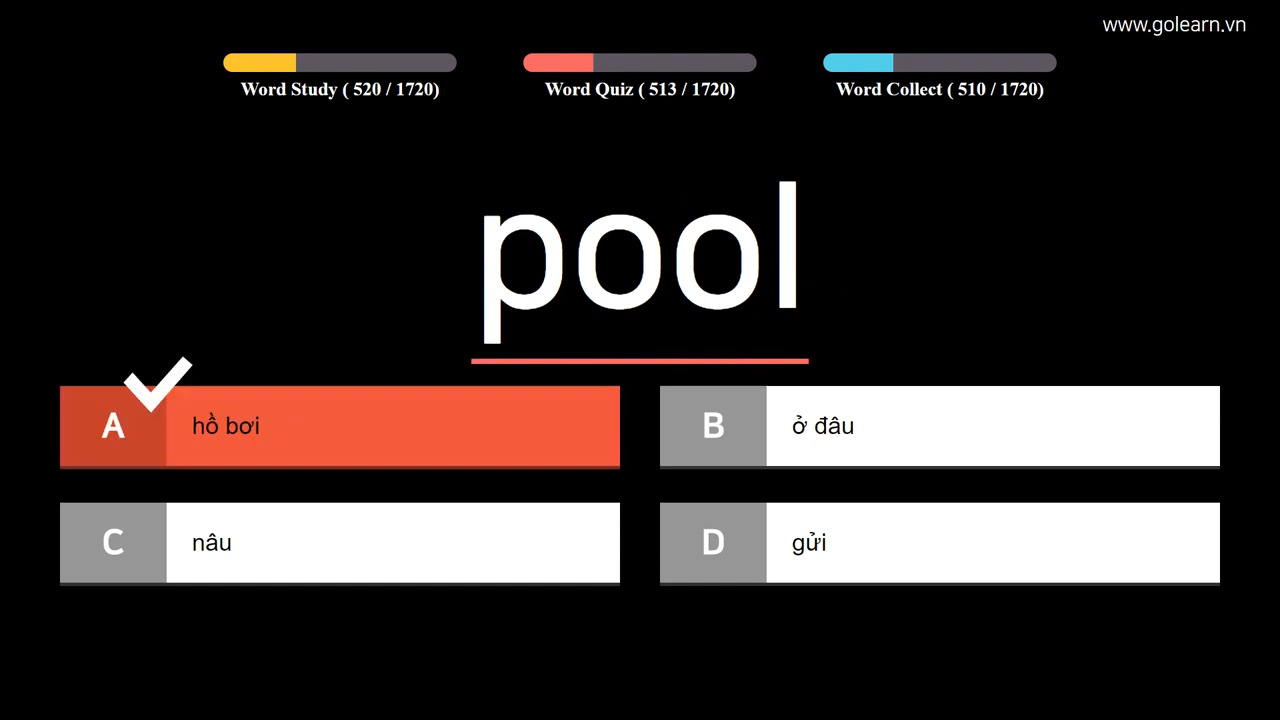 www.golearn.vn
Word Study ( 520 / 1720)
Word Quiz ( 513 / 1720)
Word Collect ( 510 / 1720)
pool
A hồ bơi
B ở đâu
C nâu
D gửi